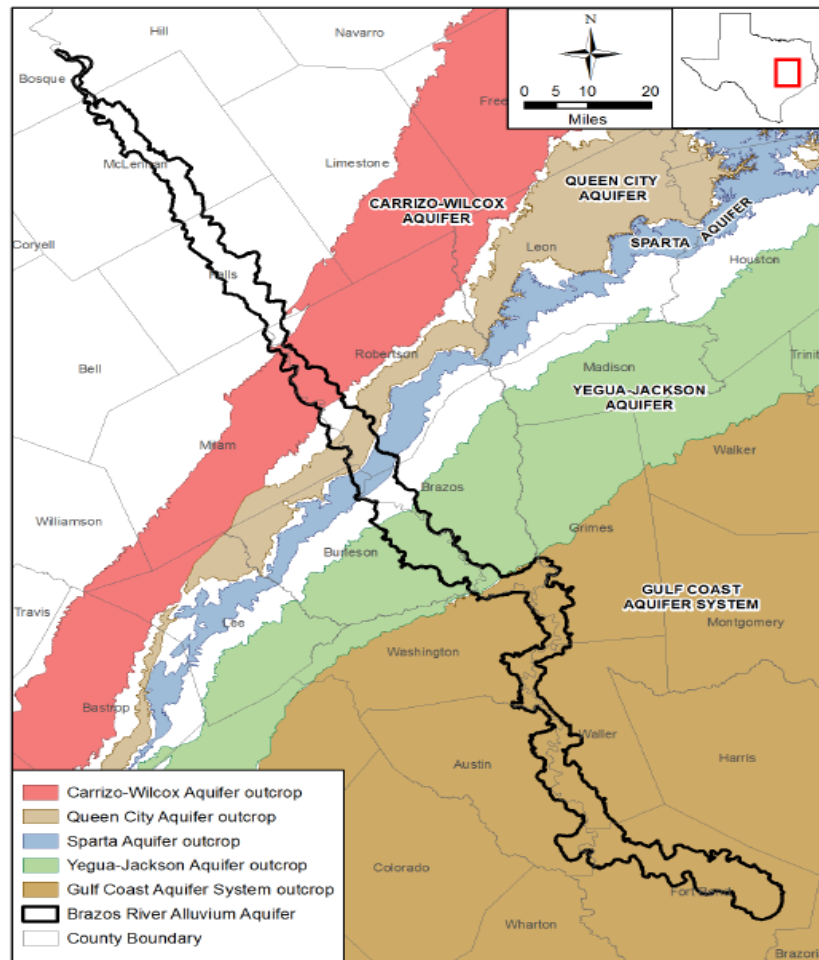 Hill
Navarro
N
Bosque
0 5 10 20
Miles
Free
McLennan
Limestone
QUEEN CITY
AQUIFER
CARRIZO-WILCOX
AQUIFER
SPARTA AQUIFER
Coryell
Leon
Houston
Falls
Bell
Robertson
Madison
Trinit
YEGUA-JACKSON
AQUIFER
Milam
Walker
Brazos
Williamson
Grimes
Burleson
GULF COAST
AQUIFER SYSTEM
Travis
Lee
Montgomery
Washington
Bastrop
Waller
Austin
Harris
Carrizo-Wilcox Aquifer outcrop
Queen City Aquifer outcrop
Sparta Aquifer outcrop
Yegua-Jackson Aquifer outcrop
Gulf Coast Aquifer System outcrop
Brazos River Alluvium Aquifer
County Boundary
Colorado
Fort Bend
Wharton
Brazori